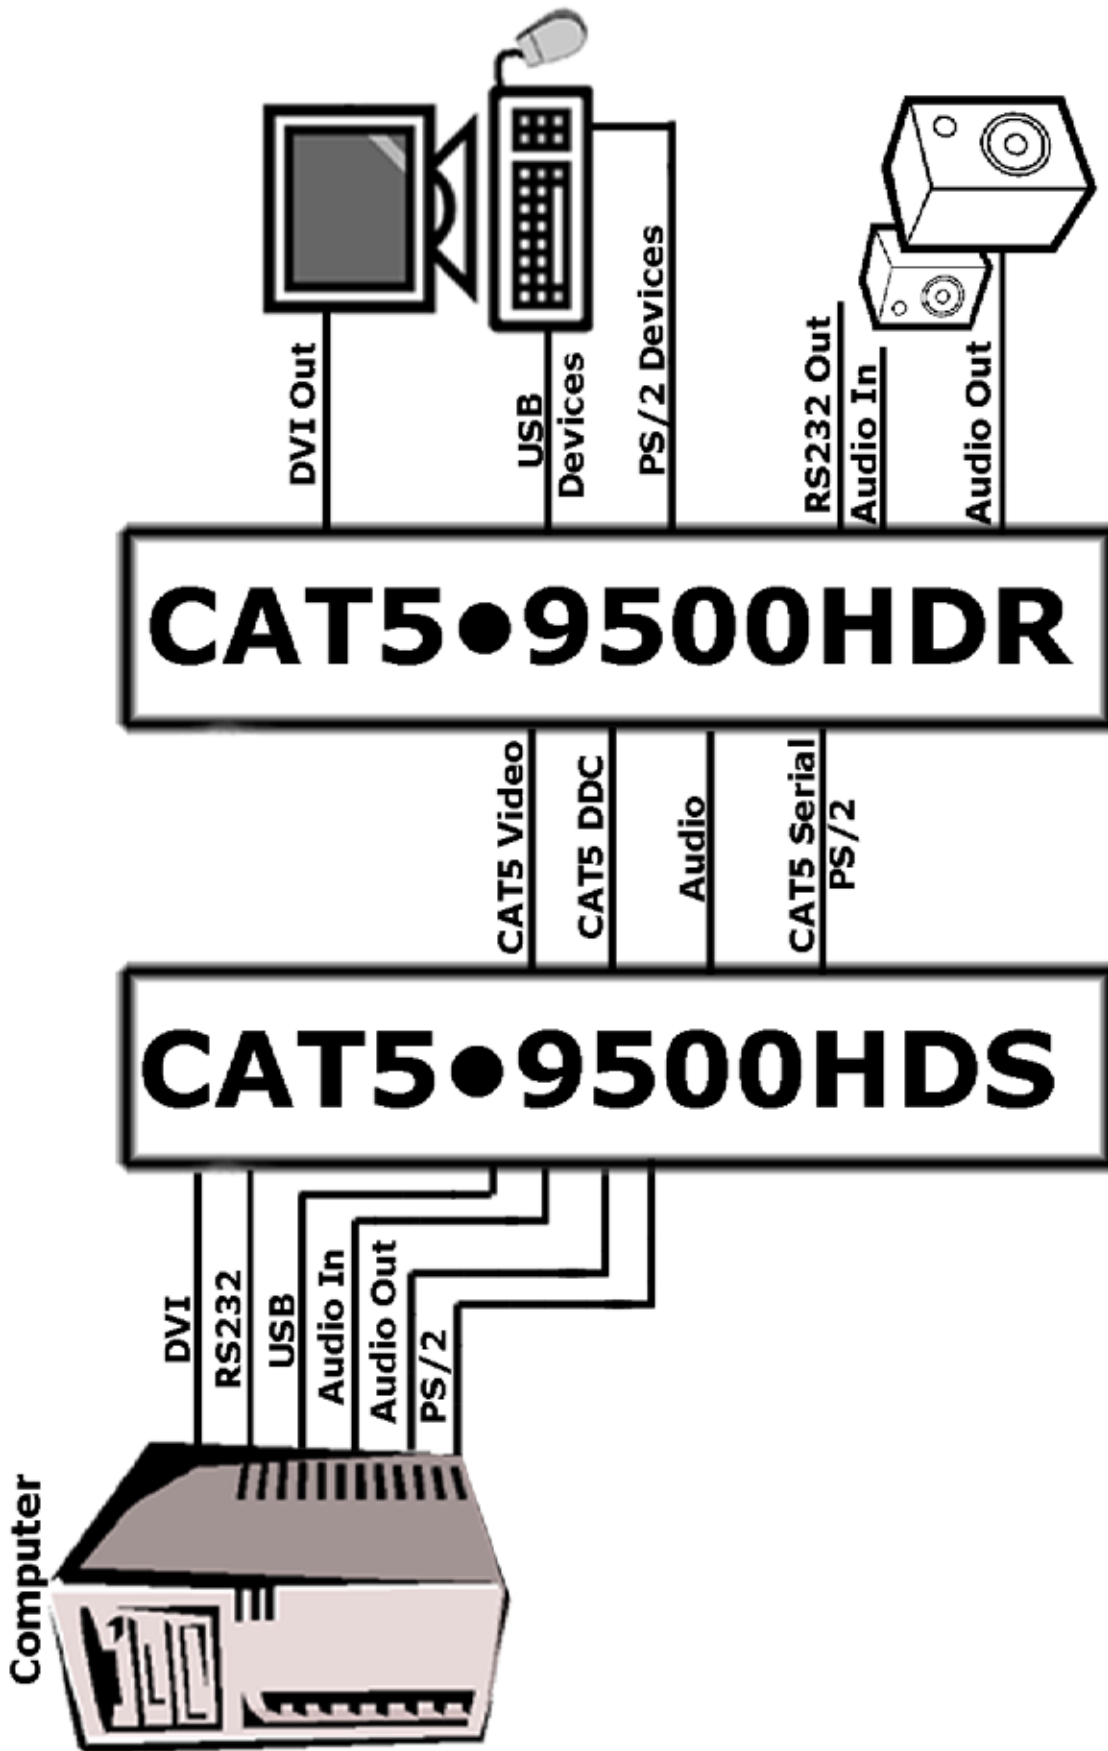 DVI Out
USB
Devices
PS/2 Devices
RS232 Out
Audio In
Audio Out
CAT5●9500HDR
CAT5 Video
CAT5 DDC
Audio
CAT5 Serial
PS/2
CAT5●9500HDS
DVI
RS232
USB
Audio In
Audio Out
PS/2
Computer